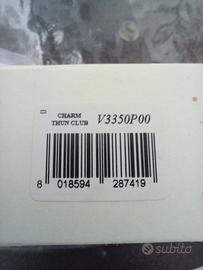 CHARM
THUN CLUB V3350P00
8 018594 287419
subito